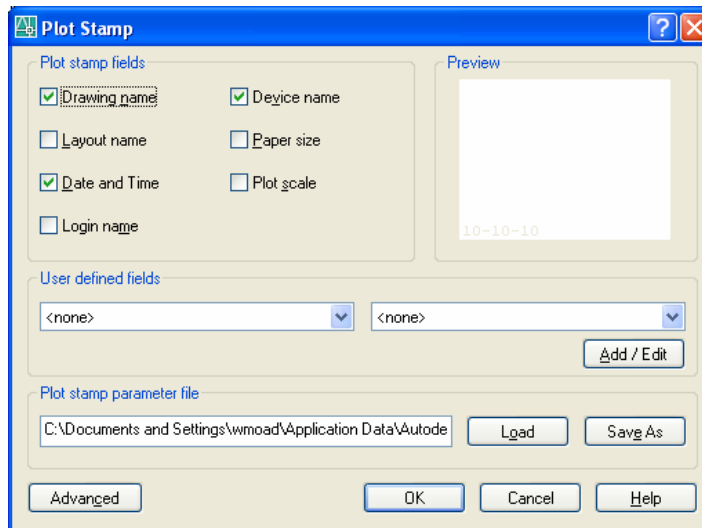 Plot Stamp
Plot stamp fields
Preview
Drawing name
Device name
Layout name
Paper size
Date and Time
Plot scale
Login name
10-10-10
User defined fields
<none>
<none>
Add / Edit
Plot stamp parameter file
C:\Documents and Settings\wmoad\Application Data\Autode
Load
Save As
Advanced
OK
Cancel
Help